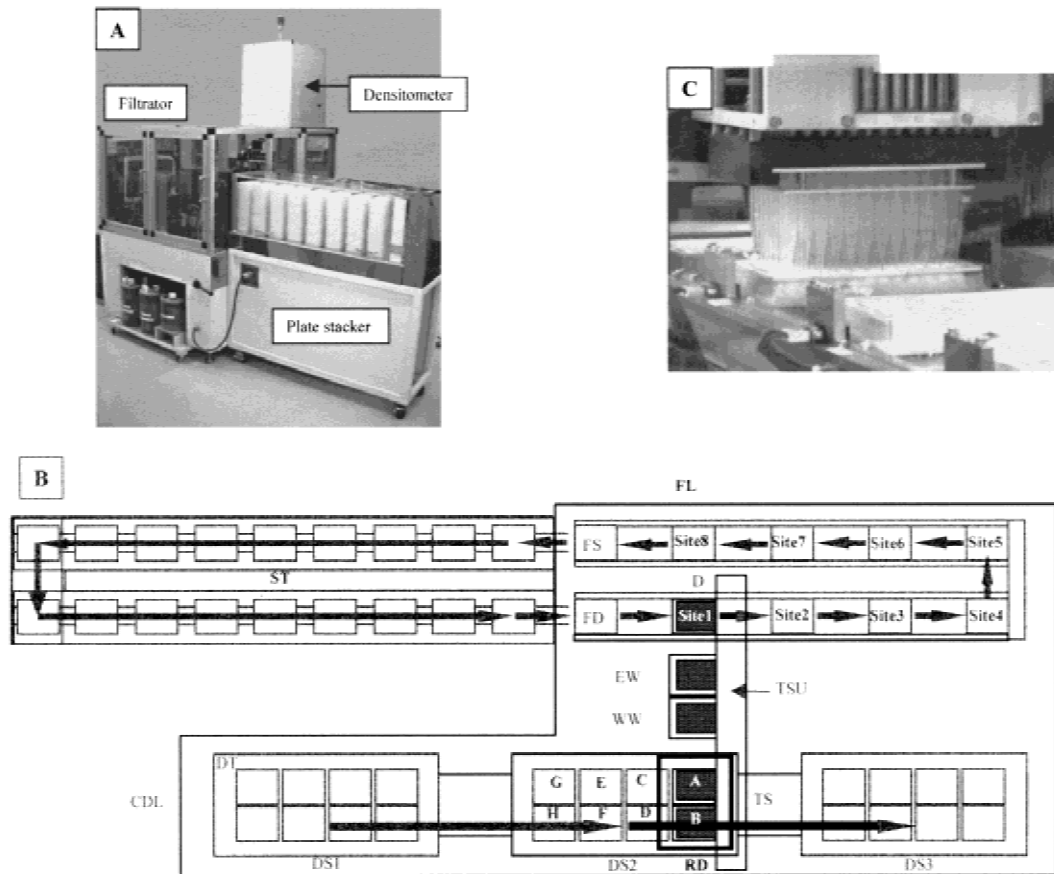 A
Filtrator
Densitometer
Plate stacker
C
B
FL
FS
Site8
Site7
Site6
Site5
ST
D
FD
Site1
Site2
Site3
Site4
EW
TSU
WW
DT
G
E
C
A
CDL
TS
H
F
D
B
DS1
DS2
RD
DS3